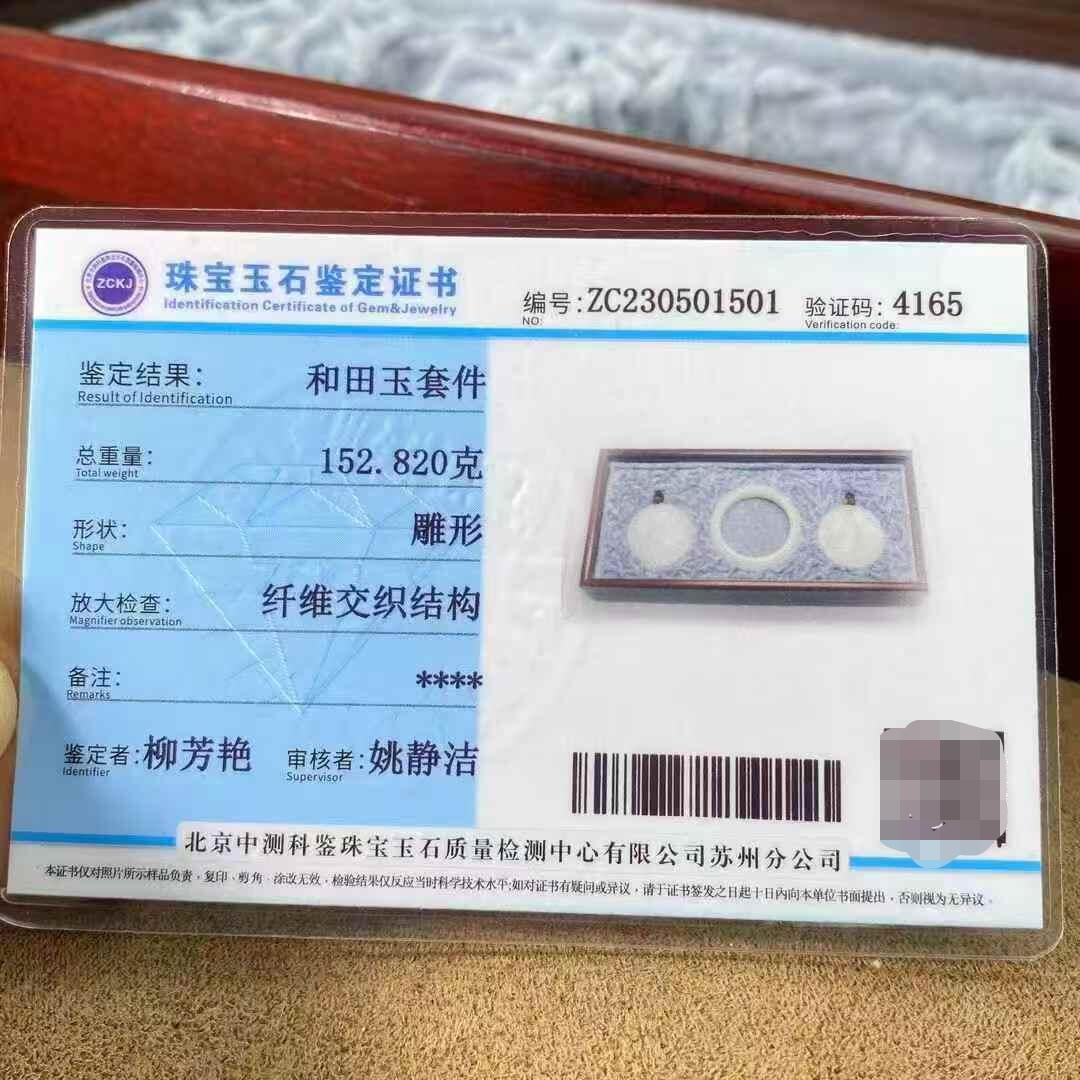 ZCKJ
珠宝玉石鉴定证书
Identification Certificate of Gem&Jewelry
编号:ZC230501501 验证码:4165
NO: Verification code:
鉴定结果: 和田玉套件
Result of Identification
总重量: 152.820克
Total weight
形状: 雕形
Shape
放大检查: 纤维交织结构
Magnifier observation
备注: ****
Remarks
鉴定者:柳芳艳 审核者:姚静洁
Identifier Supervisor
北京中测科鉴珠宝玉石质量检测中心有限公司苏州分公司
本证书仅对照片所示样品负责,复印、剪角、涂改无效,检验结果仅反应当时科学技术水平;如对证书有疑问或异议,请于证书签发之日起十日内向本单位书面提出,否则视为无异议。